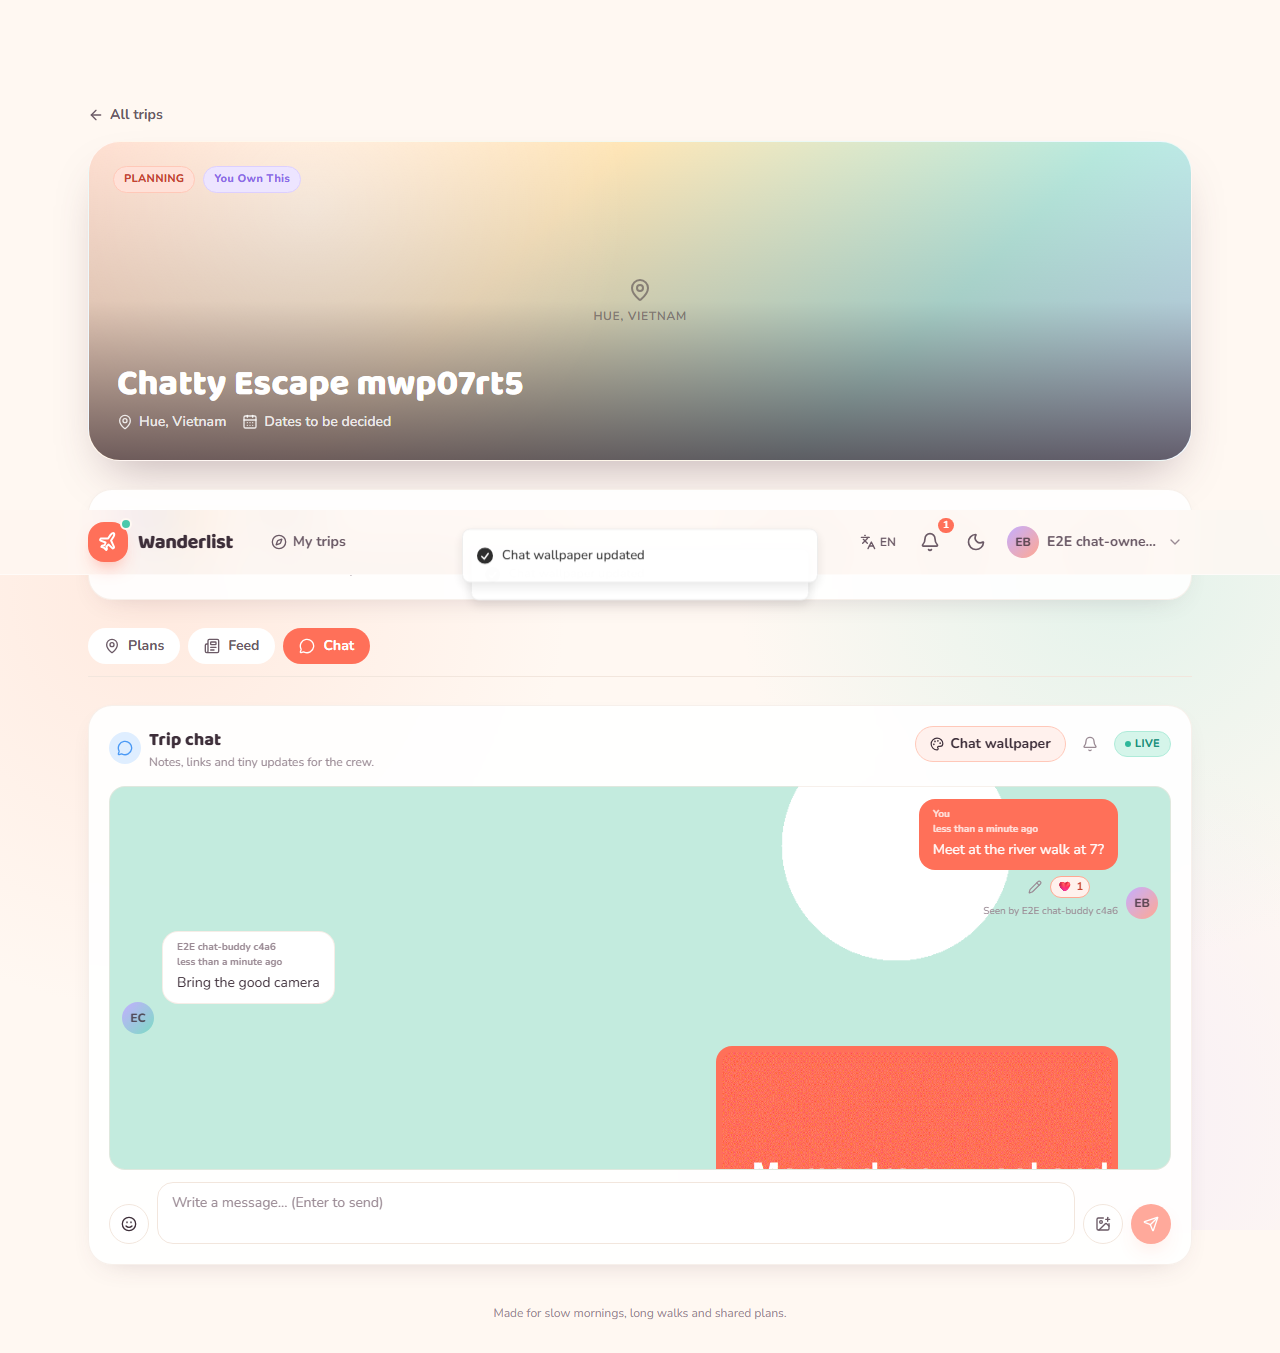 All trips
PLANNING
You Own This
HUE, VIETNAM
Chatty Escape mwp07rt5
Hue, Vietnam
Dates to be decided
Wanderlist
My trips
Chat wallpaper updated
EN
1
EB
E2E chat-owne...
Plans
Feed
Chat
Trip chat
Notes, links and tiny updates for the crew.
Chat wallpaper
LIVE
You
less than a minute ago
Meet at the river walk at 7?
1
Seen by E2E chat-buddy c4a6
EB
E2E chat-buddy c4a6
less than a minute ago
Bring the good camera
EC
Write a message... (Enter to send)
Made for slow mornings, long walks and shared plans.